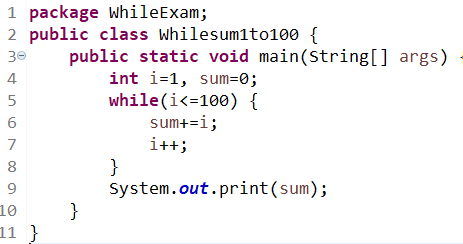 1 package WhileExam;
2 public class Whilesum1to100 {
3 public static void main(String[] args) {
4 int i=1, sum=0;
5 while(i<=100) {
6 sum+=i;
7 i++;
8 }
9 System.out.print(sum);
10 }
11 }